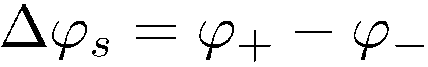 Δφ_s = φ_+ − φ_−